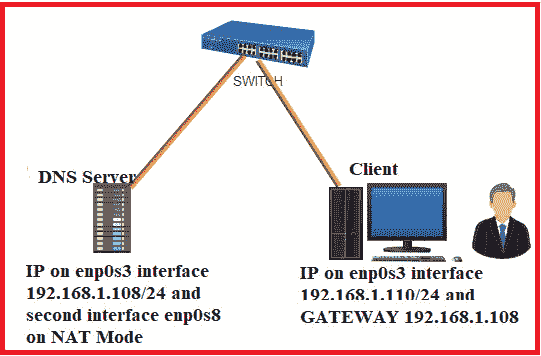 SWITCH
DNS Server
Client
IP on enp0s3 interface
192.168.1.108/24 and
second interface enp0s8
on NAT Mode
IP on enp0s3 interface
192.168.1.110/24 and
GATEWAY 192.168.1.108